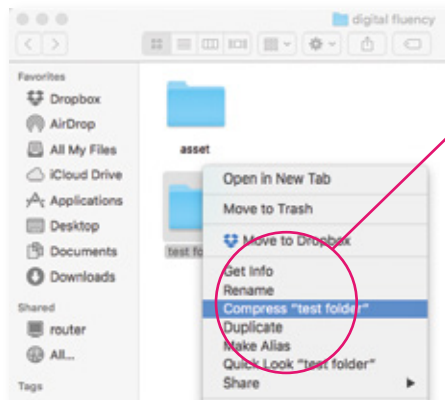 digital fluency
Favorites
Dropbox
AirDrop
All My Files
iCloud Drive
Applications
Desktop
Documents
Downloads
Shared
router
All...
Tags
asset
test fo
Open in New Tab
Move to Trash
Move to Dropbox
Get Info
Rename
Compress "test folder"
Duplicate
Make Alias
Quick Look "test folder"
Share